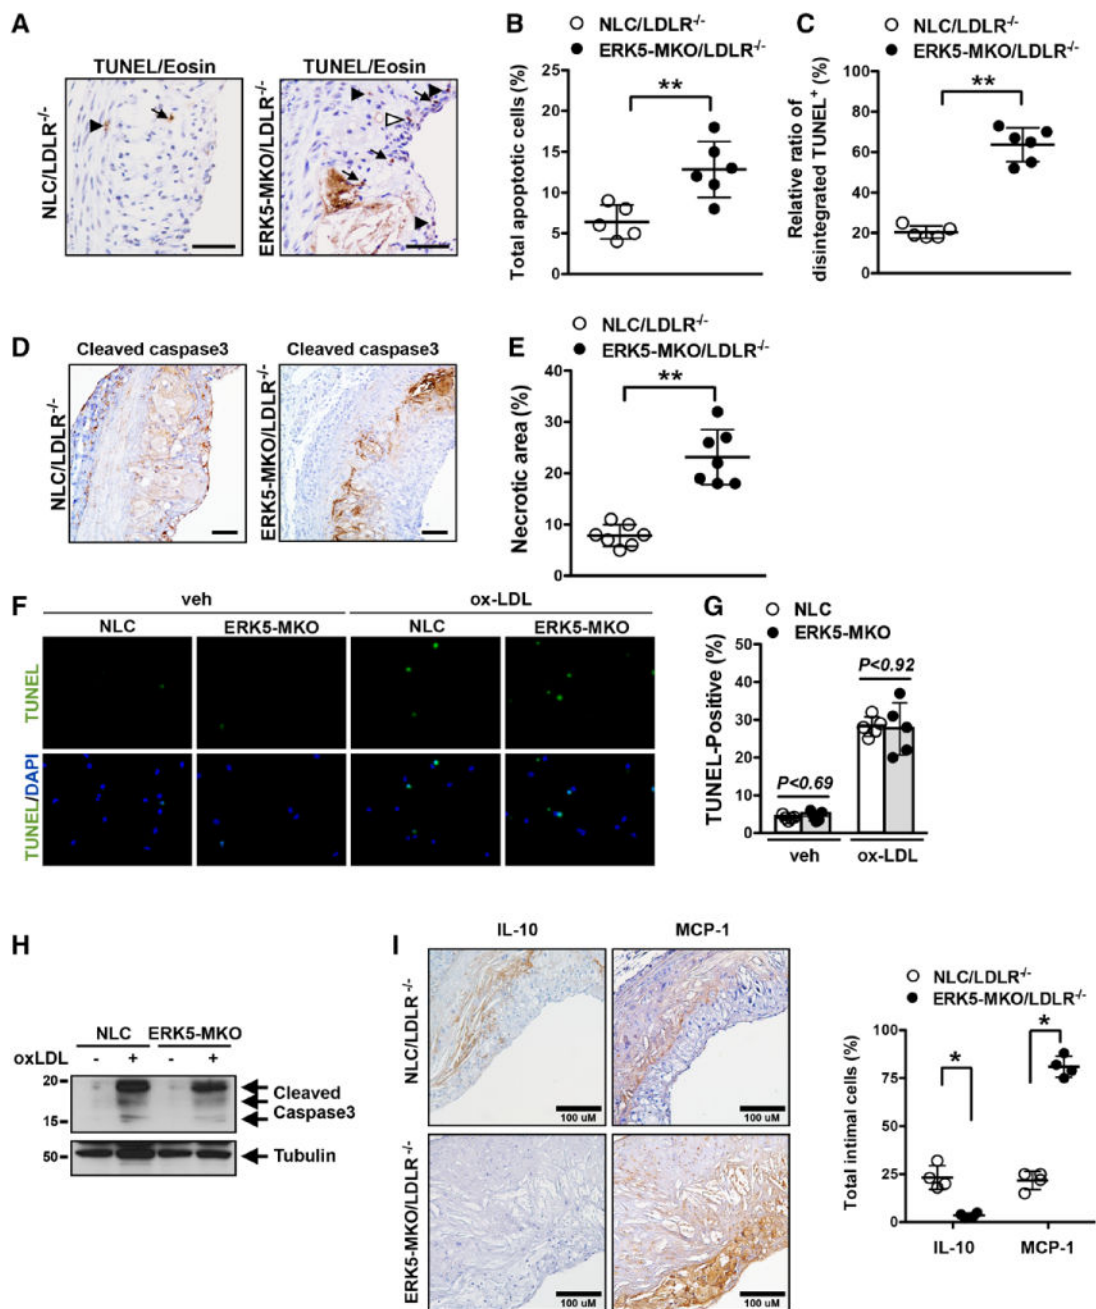 A
TUNEL/Eosin
TUNEL/Eosin
NLC/LDLR-/-
ERK5-MKO/LDLR-/-
B
NLC/LDLR-/-
ERK5-MKO/LDLR-/-
Total apoptotic cells (%)
25
20
15
10
5
0
**
C
NLC/LDLR-/-
ERK5-MKO/LDLR-/-
Relative ratio of
disintegrated TUNEL+ (%)
100
80
60
40
20
0
**
D
Cleaved caspase3
Cleaved caspase3
NLC/LDLR-/-
ERK5-MKO/LDLR-/-
E
NLC/LDLR-/-
ERK5-MKO/LDLR-/-
Necrotic area (%)
40
30
20
10
0
**
F
veh
ox-LDL
NLC
ERK5-MKO
NLC
ERK5-MKO
TUNEL
TUNEL/DAPI
G
NLC
ERK5-MKO
TUNEL-Positive (%)
50
40
30
20
10
0
P<0.69
P<0.92
veh
ox-LDL
H
NLC
ERK5-MKO
oxLDL
- + - +
20
15
Cleaved
Caspase3
50
Tubulin
I
IL-10
MCP-1
NLC/LDLR -/-
100 uM
100 uM
ERK5-MKO/LDLR -/-
100 uM
100 uM
NLC/LDLR-/-
ERK5-MKO/LDLR-/-
Total intimal cells (%)
100
75
50
25
0
*
*
IL-10
MCP-1